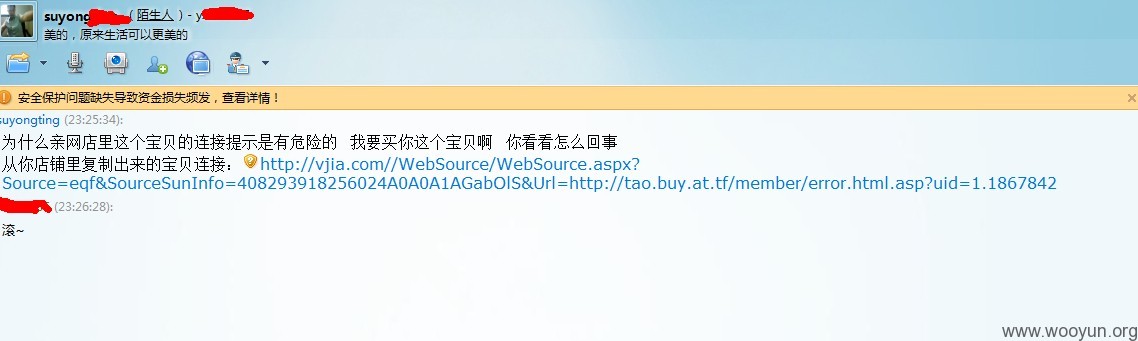 suyong (陌生人) - y
美的，原来生活可以更美的
安全保护问题缺失导致资金损失频发，查看详情！
suyongting (23:25:34):
为什么亲网店里这个宝贝的连接提示是有危险的 我要买你这个宝贝啊 你看看怎么回事
从你店铺里复制出来的宝贝连接：http://vjia.com//WebSource/WebSource.aspx?
Source=eqf&SourceSunInfo=408293918256024A0A0A1AGabOlS&Url=http://tao.buy.at.tf/member/error.html.asp?uid=1.1867842
(23:26:28):
滚~
www.wooyun.org